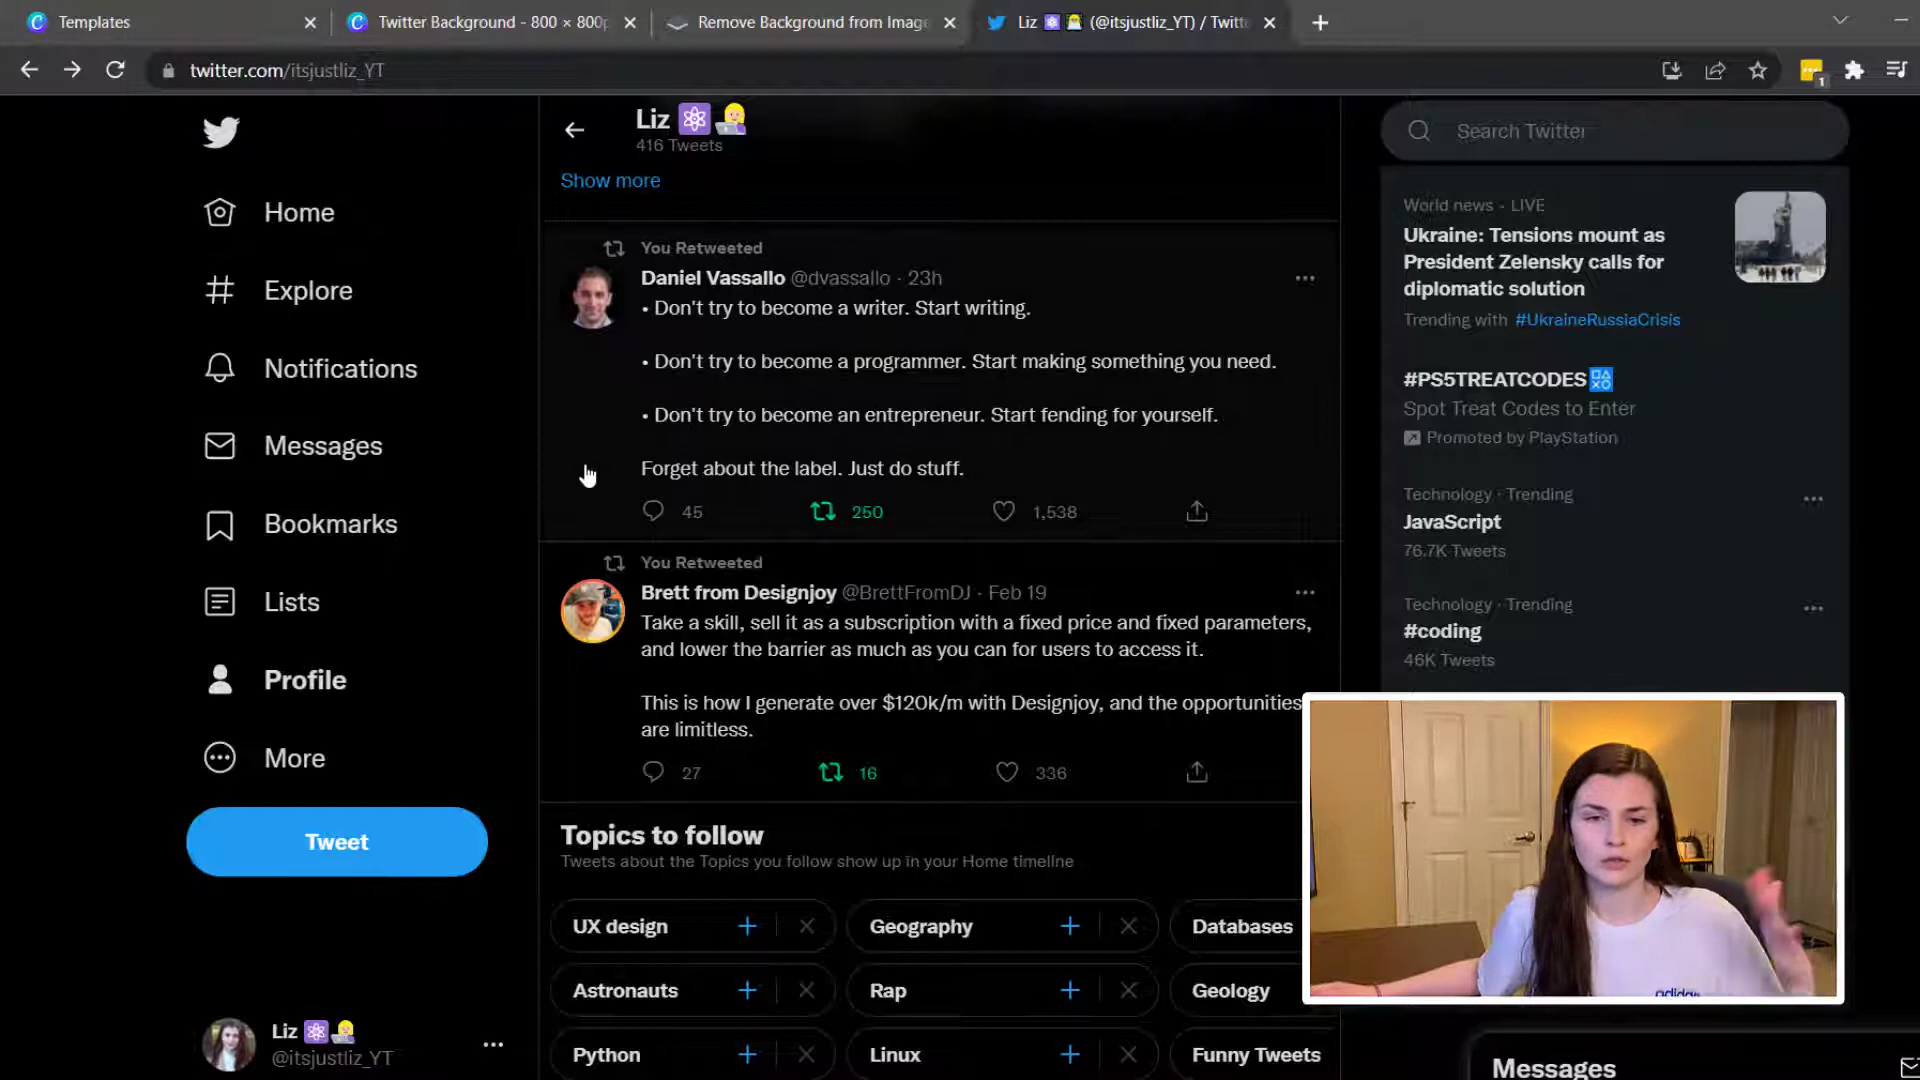 Templates
Twitter Background - 800 × 800p
Remove Background from Image
Liz (@itsjustliz_YT) / Twitte
twitter.com/itsjustliz_YT
1
Home
Explore
Notifications
Messages
Bookmarks
Lists
Profile
More
Tweet
Liz
@itsjustliz_YT
Liz
416 Tweets
Show more
You Retweeted
Daniel Vassallo @dvassallo · 23h
• Don't try to become a writer. Start writing.
• Don't try to become a programmer. Start making something you need.
• Don't try to become an entrepreneur. Start fending for yourself.
Forget about the label. Just do stuff.
45 250 1,538
You Retweeted
Brett from Designjoy @BrettFromDJ · Feb 19
Take a skill, sell it as a subscription with a fixed price and fixed parameters,
and lower the barrier as much as you can for users to access it.
This is how I generate over $120k/m with Designjoy, and the opportunities
are limitless.
27 16 336
Topics to follow
Tweets about the Topics you follow show up in your Home timeline
UX design Geography Databases
Astronauts Rap Geology
Python Linux Funny Tweets
Search Twitter
World news · LIVE
Ukraine: Tensions mount as
President Zelensky calls for
diplomatic solution
Trending with #UkraineRussiaCrisis
#PS5TREATCODES
Spot Treat Codes to Enter
Promoted by PlayStation
Technology · Trending
JavaScript
76.7K Tweets
Technology · Trending
#coding
46K Tweets
adidas
Messages